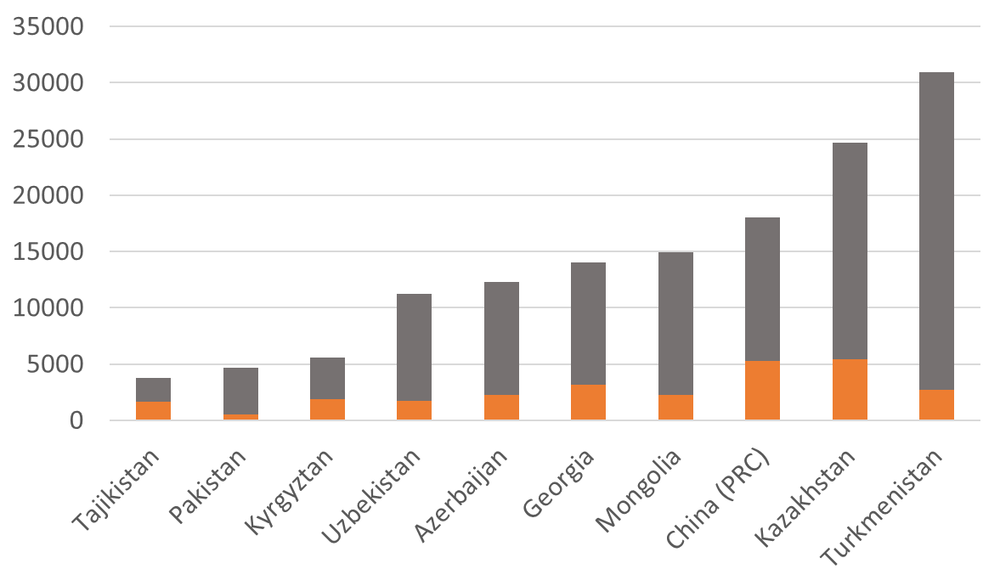 35000
30000
25000
20000
15000
10000
5000
0
Tajikistan
Pakistan
Kyrgyztan
Uzbekistan
Azerbaijan
Georgia
Mongolia
China (PRC)
Kazakhstan
Turkmenistan